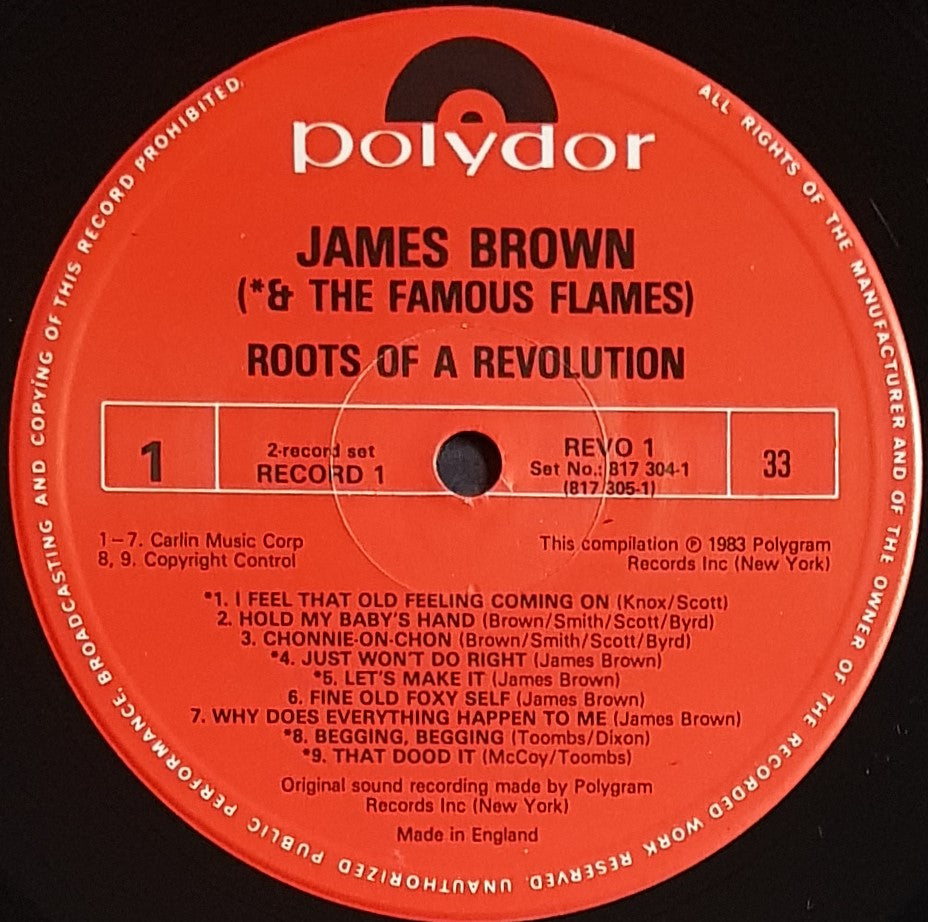 polydor
JAMES BROWN
(*& THE FAMOUS FLAMES)
ROOTS OF A REVOLUTION
1
2-record set
RECORD 1
REVO 1
Set No.: 817 304-1
(817 305-1)
33
1–7. Carlin Music Corp
8, 9. Copyright Control
This compilation ℗ 1983 Polygram
Records Inc (New York)
*1. I FEEL THAT OLD FEELING COMING ON (Knox/Scott)
2. HOLD MY BABY'S HAND (Brown/Smith/Scott/Byrd)
3. CHONNIE-ON-CHON (Brown/Smith/Scott/Byrd)
*4. JUST WON'T DO RIGHT (James Brown)
*5. LET'S MAKE IT (James Brown)
6. FINE OLD FOXY SELF (James Brown)
7. WHY DOES EVERYTHING HAPPEN TO ME (James Brown)
*8. BEGGING, BEGGING (Toombs/Dixon)
*9. THAT DOOD IT (McCoy/Toombs)
Original sound recording made by Polygram
Records Inc (New York)
Made in England
ALL RIGHTS OF THE MANUFACTURER AND OF THE OWNER OF THE RECORDED WORK RESERVED. UNAUTHORIZED PUBLIC PERFORMANCE, BROADCASTING AND COPYING OF THIS RECORD PROHIBITED.